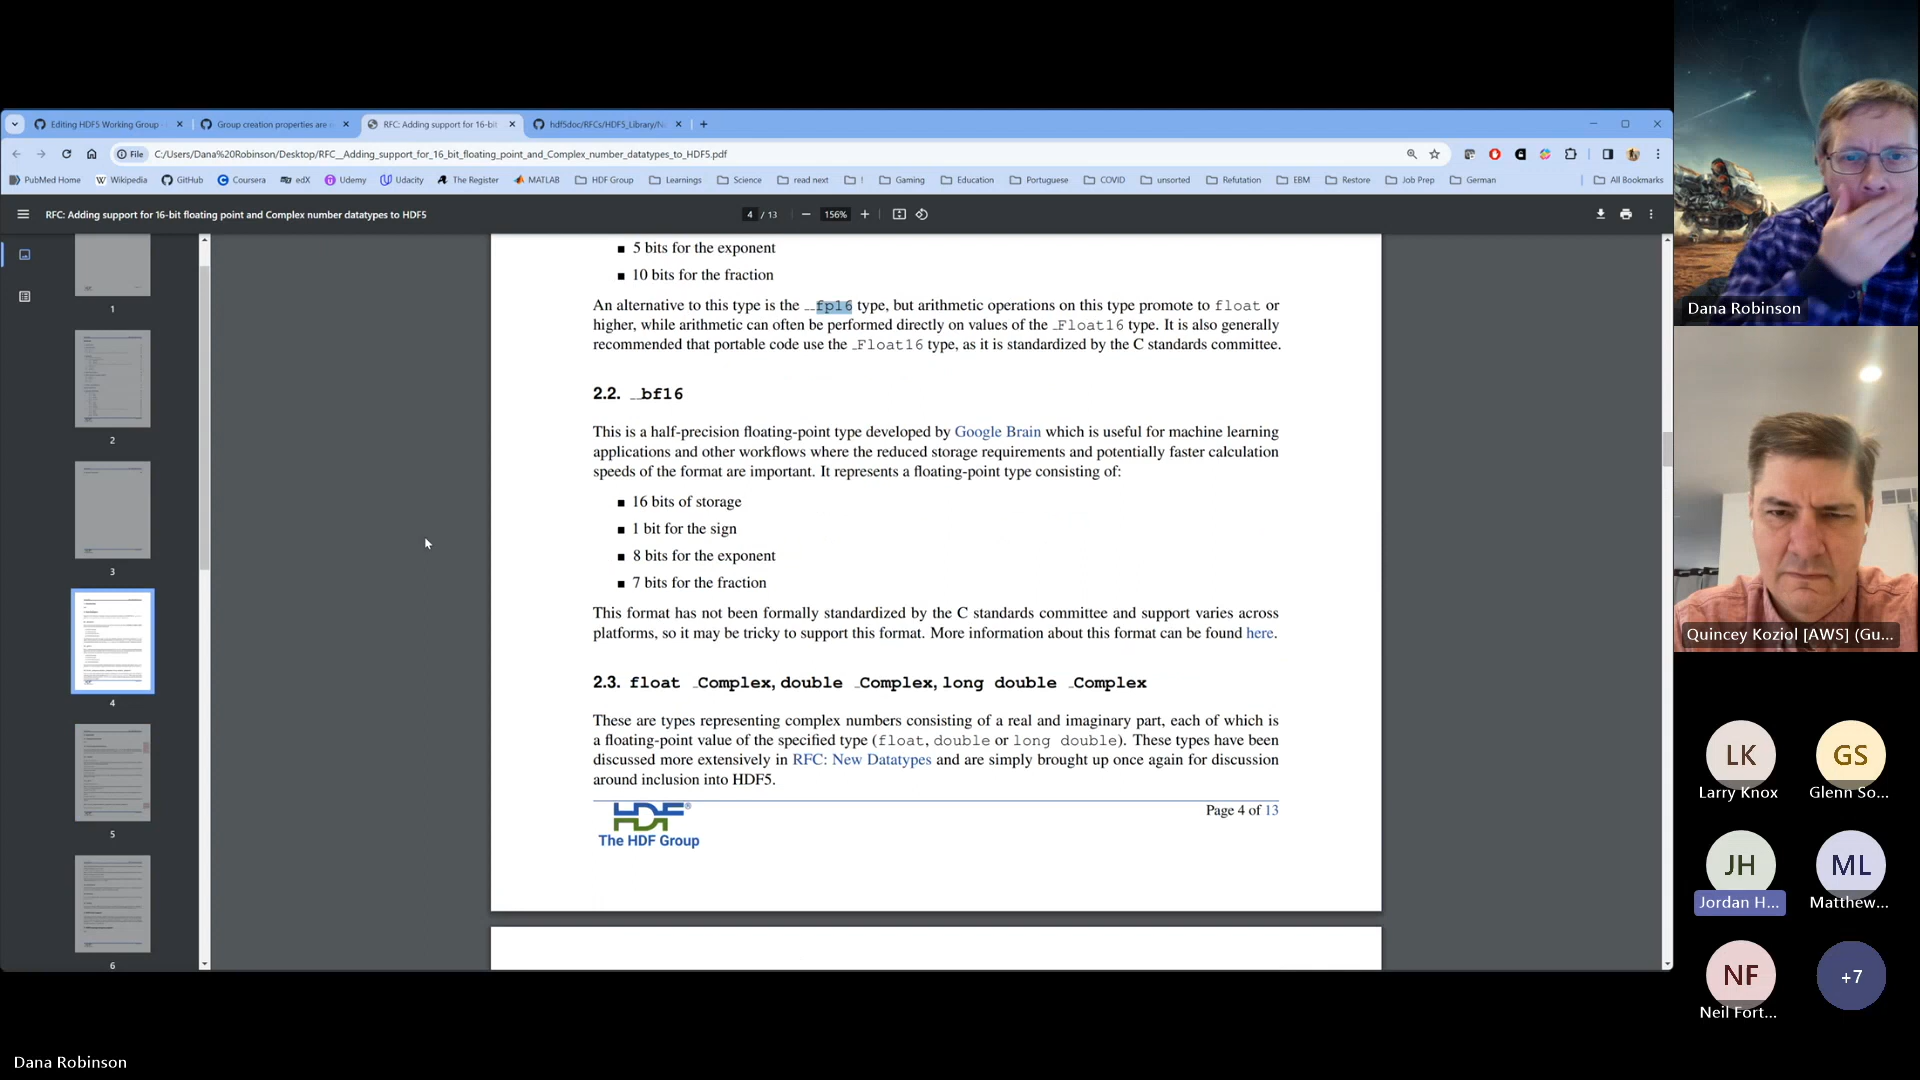 Editing HDF5 Working Group
Group creation properties are
RFC: Adding support for 16-bit
hdf5doc/RFCs/HDF5_Library/N
File
C:/Users/Dana%20Robinson/Desktop/RFC__Adding_support_for_16_bit_floating_point_and_Complex_number_datatypes_to_HDF5.pdf
PubMed Home Wikipedia GitHub Coursera edX Udemy Udacity The Register MATLAB HDF Group Learnings Science read next ! Gaming Education Portuguese COVID unsorted Refutation EBM Restore Job Prep German All Bookmarks
RFC: Adding support for 16-bit floating point and Complex number datatypes to HDF5
4 / 13
156%
1
2
3
4
5
6
■ 5 bits for the exponent
■ 10 bits for the fraction
An alternative to this type is the __fp16 type, but arithmetic operations on this type promote to float or
higher, while arithmetic can often be performed directly on values of the _Float16 type. It is also generally
recommended that portable code use the _Float16 type, as it is standardized by the C standards committee.
2.2. __bf16
This is a half-precision floating-point type developed by Google Brain which is useful for machine learning
applications and other workflows where the reduced storage requirements and potentially faster calculation
speeds of the format are important. It represents a floating-point type consisting of:
■ 16 bits of storage
■ 1 bit for the sign
■ 8 bits for the exponent
■ 7 bits for the fraction
This format has not been formally standardized by the C standards committee and support varies across
platforms, so it may be tricky to support this format. More information about this format can be found here.
2.3. float _Complex, double _Complex, long double _Complex
These are types representing complex numbers consisting of a real and imaginary part, each of which is
a floating-point value of the specified type (float, double or long double). These types have been
discussed more extensively in RFC: New Datatypes and are simply brought up once again for discussion
around inclusion into HDF5.
HDF®
The HDF Group
Page 4 of 13
Dana Robinson
Quincey Koziol [AWS] (Gu...
LK
Larry Knox
GS
Glenn So...
JH
Jordan H...
ML
Matthew...
NF
Neil Fort...
+7
Dana Robinson